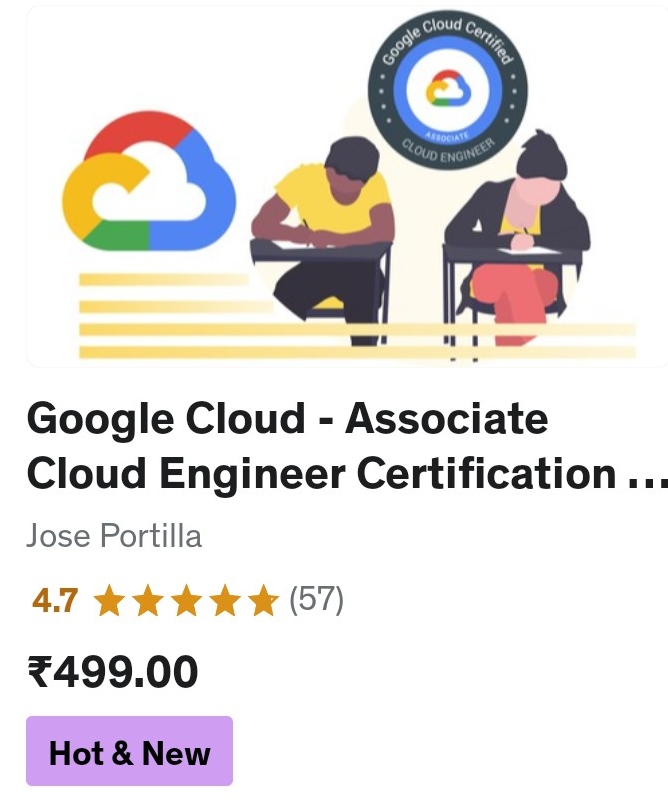 Google Cloud Certified
ASSOCIATE
CLOUD ENGINEER
Google Cloud - Associate
Cloud Engineer Certification ...
Jose Portilla
4.7 (57)
₹499.00
Hot & New